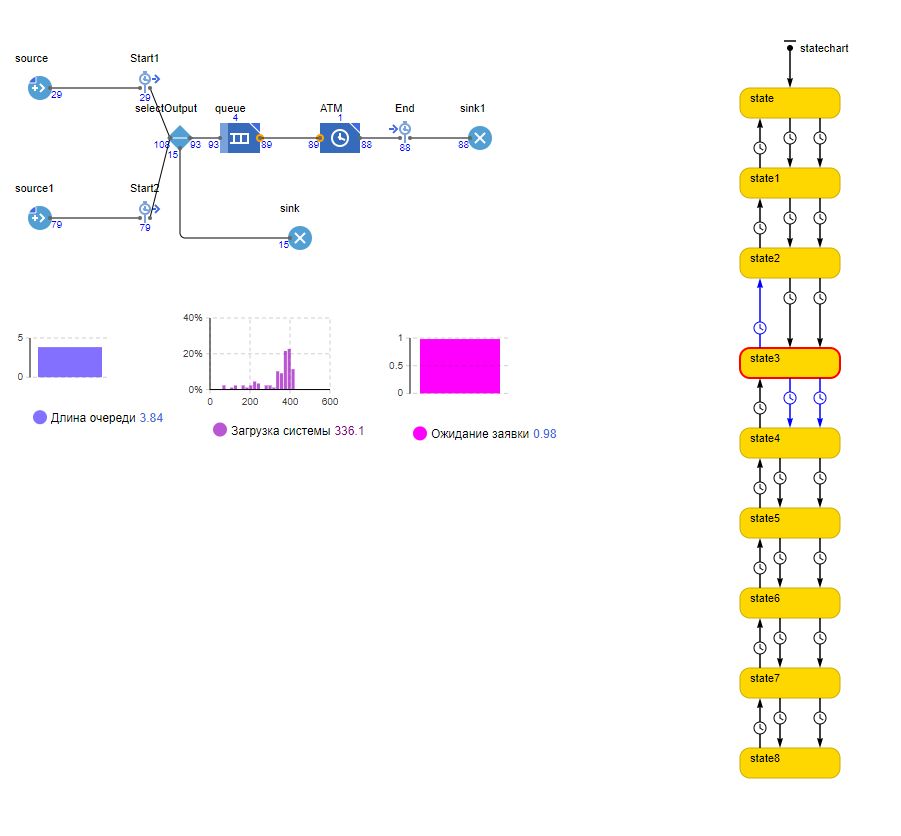 statechart
source
Start1
29
29
selectOutput
queue
ATM
End
sink1
4
1
108
93
93
89
89
88
88
88
15
source1
Start2
79
79
sink
15
state
state1
state2
state3
state4
state5
state6
state7
state8
5
0
Длина очереди 3.84
40%
20%
0%
0
200
400
600
Загрузка системы 336.1
1
0.5
0
Ожидание заявки 0.98